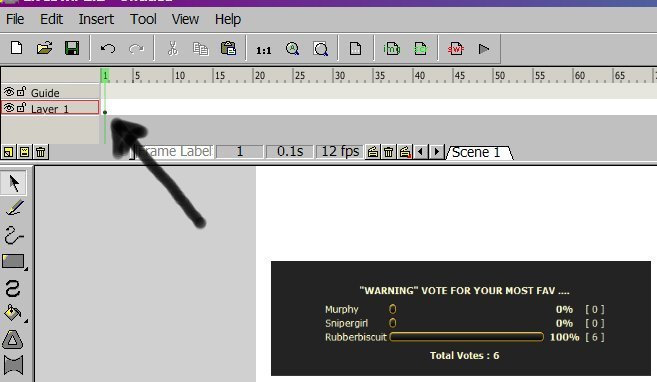 File Edit Insert Tool View Help
1:1
1 5 10 15 20 25 30 35 40 45 50 55 60 65
Guide
Layer 1
Frame Label 1 0.1s 12 fps Scene 1
"WARNING" VOTE FOR YOUR MOST FAV ....
Murphy 0% [ 0 ]
Snipergirl 0% [ 0 ]
Rubberbiscuit 100% [ 6 ]
Total Votes : 6